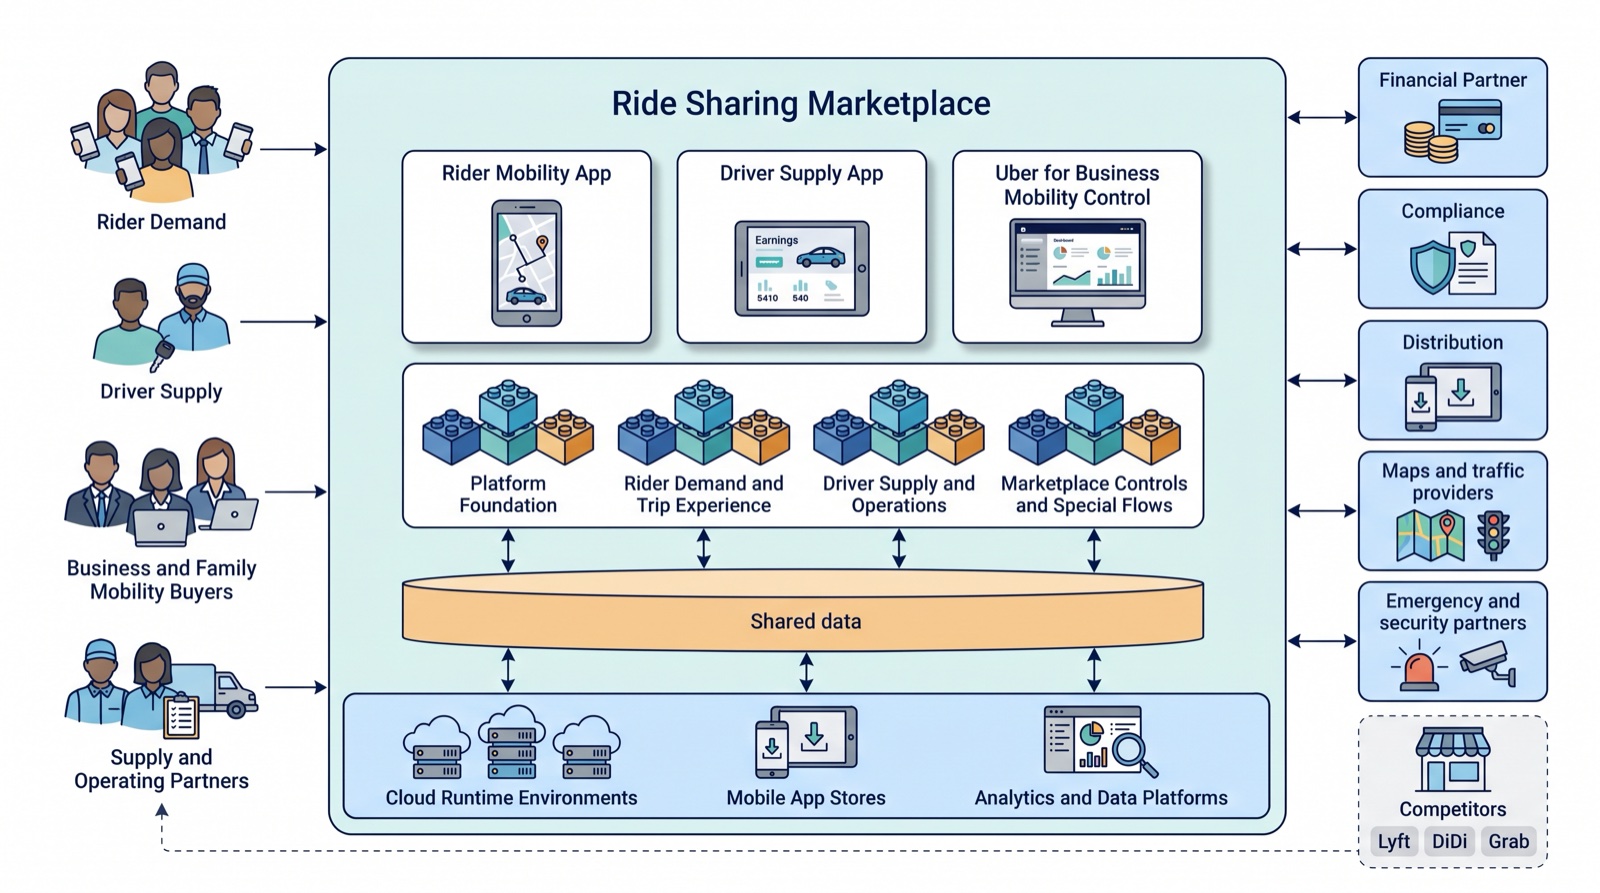 Ride Sharing Marketplace
Rider Demand
Driver Supply
Business and Family
Mobility Buyers
Supply and
Operating Partners
Rider Mobility App
Driver Supply App
Earnings
5410
540
Uber for Business
Mobility Control
Dashboard
Platform
Foundation
Rider Demand and
Trip Experience
Driver Supply and
Operations
Marketplace Controls
and Special Flows
Shared data
Cloud Runtime Environments
Mobile App Stores
Analytics and Data Platforms
Financial Partner
Compliance
Distribution
Maps and traffic
providers
Emergency and
security partners
Competitors
Lyft
DiDi
Grab